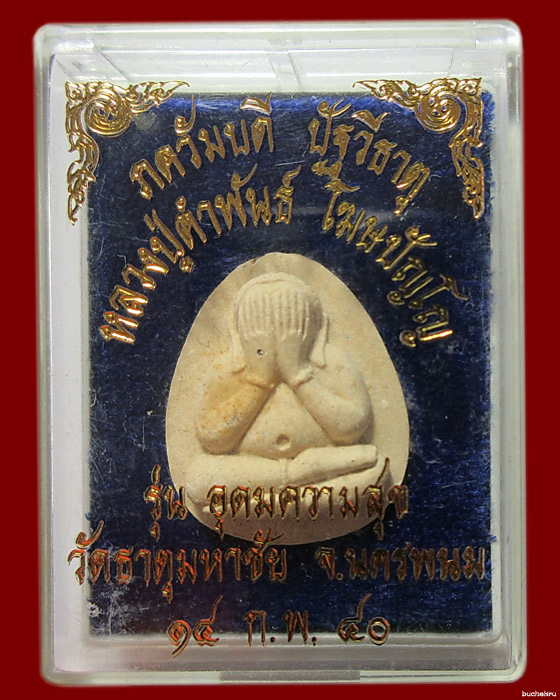 ภควัมบดี ปัฐวีธาตุ
หลวงปู่คำพันธ์ โฆษปัญโญ
รุ่น อุดมความสุข
วัดธาตุมหาชัย จ.นครพนม
๑๕ ก.พ. ๔๐